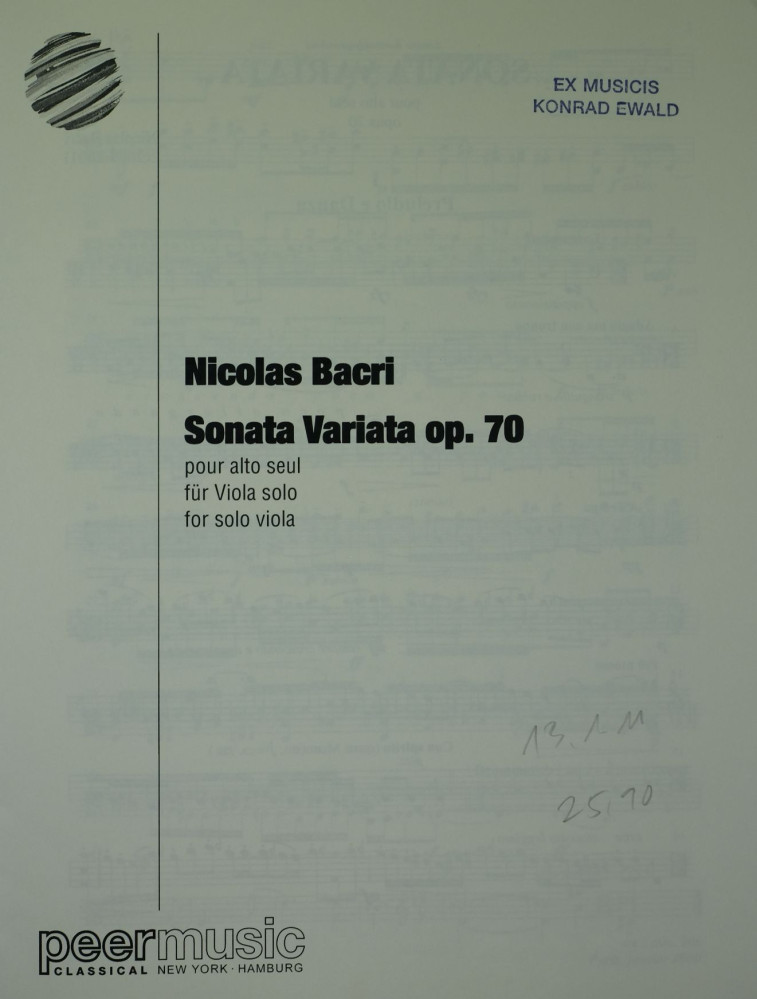 EX MUSICIS
KONRAD EWALD
Nicolas Bacri
Sonata Variata op. 70
pour alto seul
für Viola solo
for solo viola
13.1.11
25,10
peermusic
CLASSICAL NEW YORK · HAMBURG